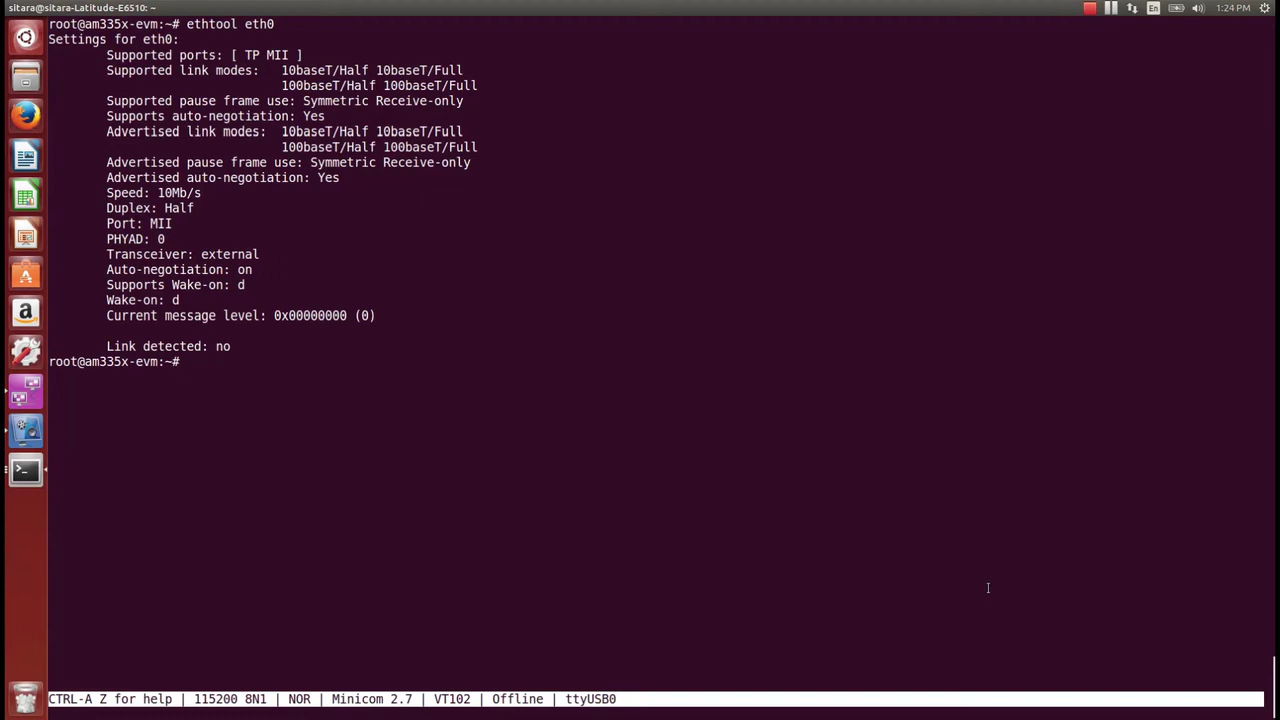 sitara@sitara-Latitude-E6510: ~
En
1:24 PM
root@am335x-evm:~# ethtool eth0
Settings for eth0:
Supported ports: [ TP MII ]
Supported link modes:   10baseT/Half 10baseT/Full
100baseT/Half 100baseT/Full
Supported pause frame use: Symmetric Receive-only
Supports auto-negotiation: Yes
Advertised link modes:  10baseT/Half 10baseT/Full
100baseT/Half 100baseT/Full
Advertised pause frame use: Symmetric Receive-only
Advertised auto-negotiation: Yes
Speed: 10Mb/s
Duplex: Half
Port: MII
PHYAD: 0
Transceiver: external
Auto-negotiation: on
Supports Wake-on: d
Wake-on: d
Current message level: 0x00000000 (0)
Link detected: no
root@am335x-evm:~#
CTRL-A Z for help | 115200 8N1 | NOR | Minicom 2.7 | VT102 | Offline | ttyUSB0